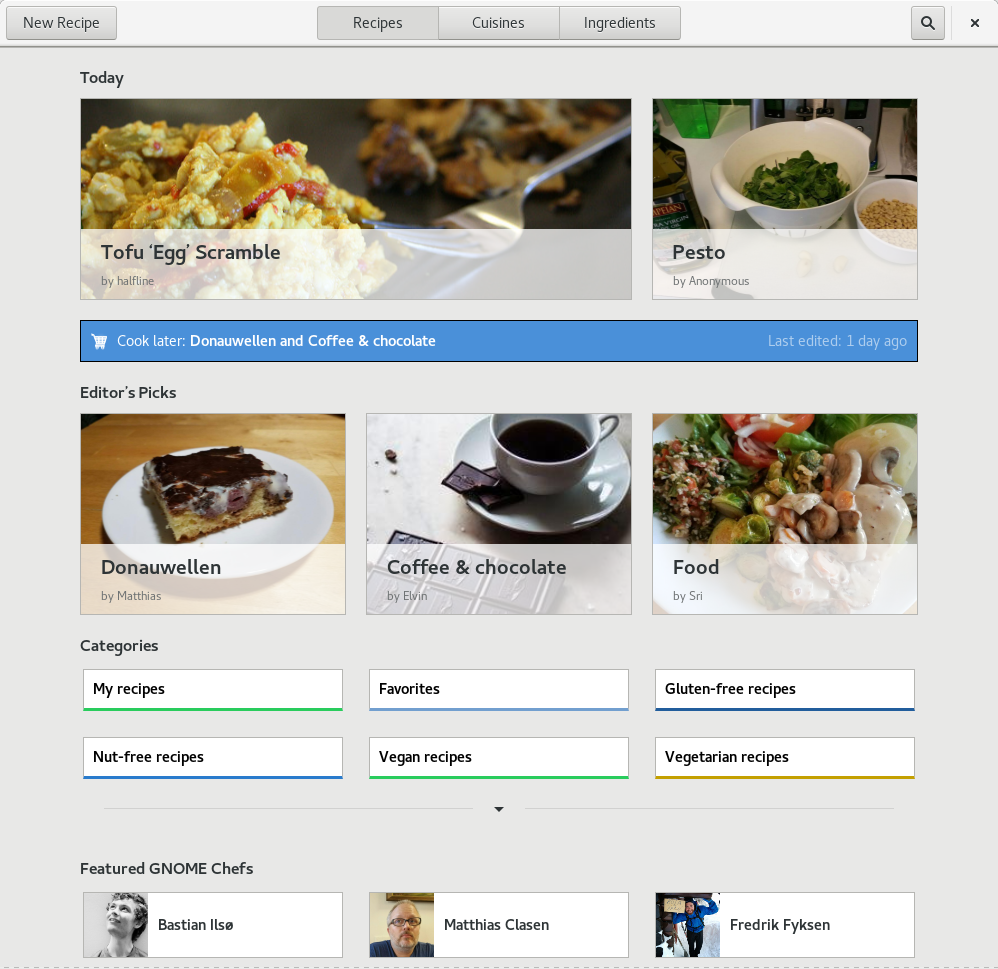 New Recipe
Recipes
Cuisines
Ingredients
Today
Tofu ‘Egg’ Scramble
by halfline
Pesto
by Anonymous
Cook later: Donauwellen and Coffee & chocolate
Last edited: 1 day ago
Editor’s Picks
Donauwellen
by Matthias
Coffee & chocolate
by Elvin
Food
by Sri
Categories
My recipes
Favorites
Gluten-free recipes
Nut-free recipes
Vegan recipes
Vegetarian recipes
Featured GNOME Chefs
Bastian Ilsø
Matthias Clasen
Fredrik Fyksen